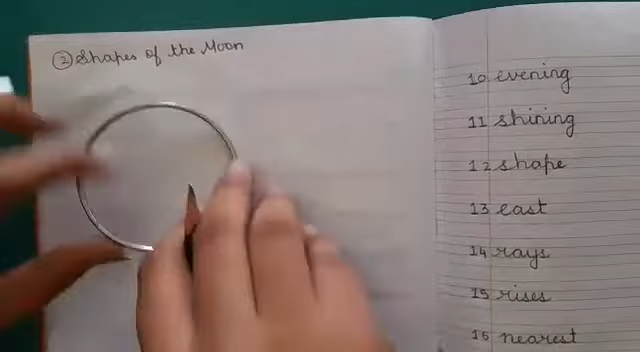 ② Shapes of the Moon
10 evening
11 shining
12 shape
13 east
14 rays
15 rises
16 nearest